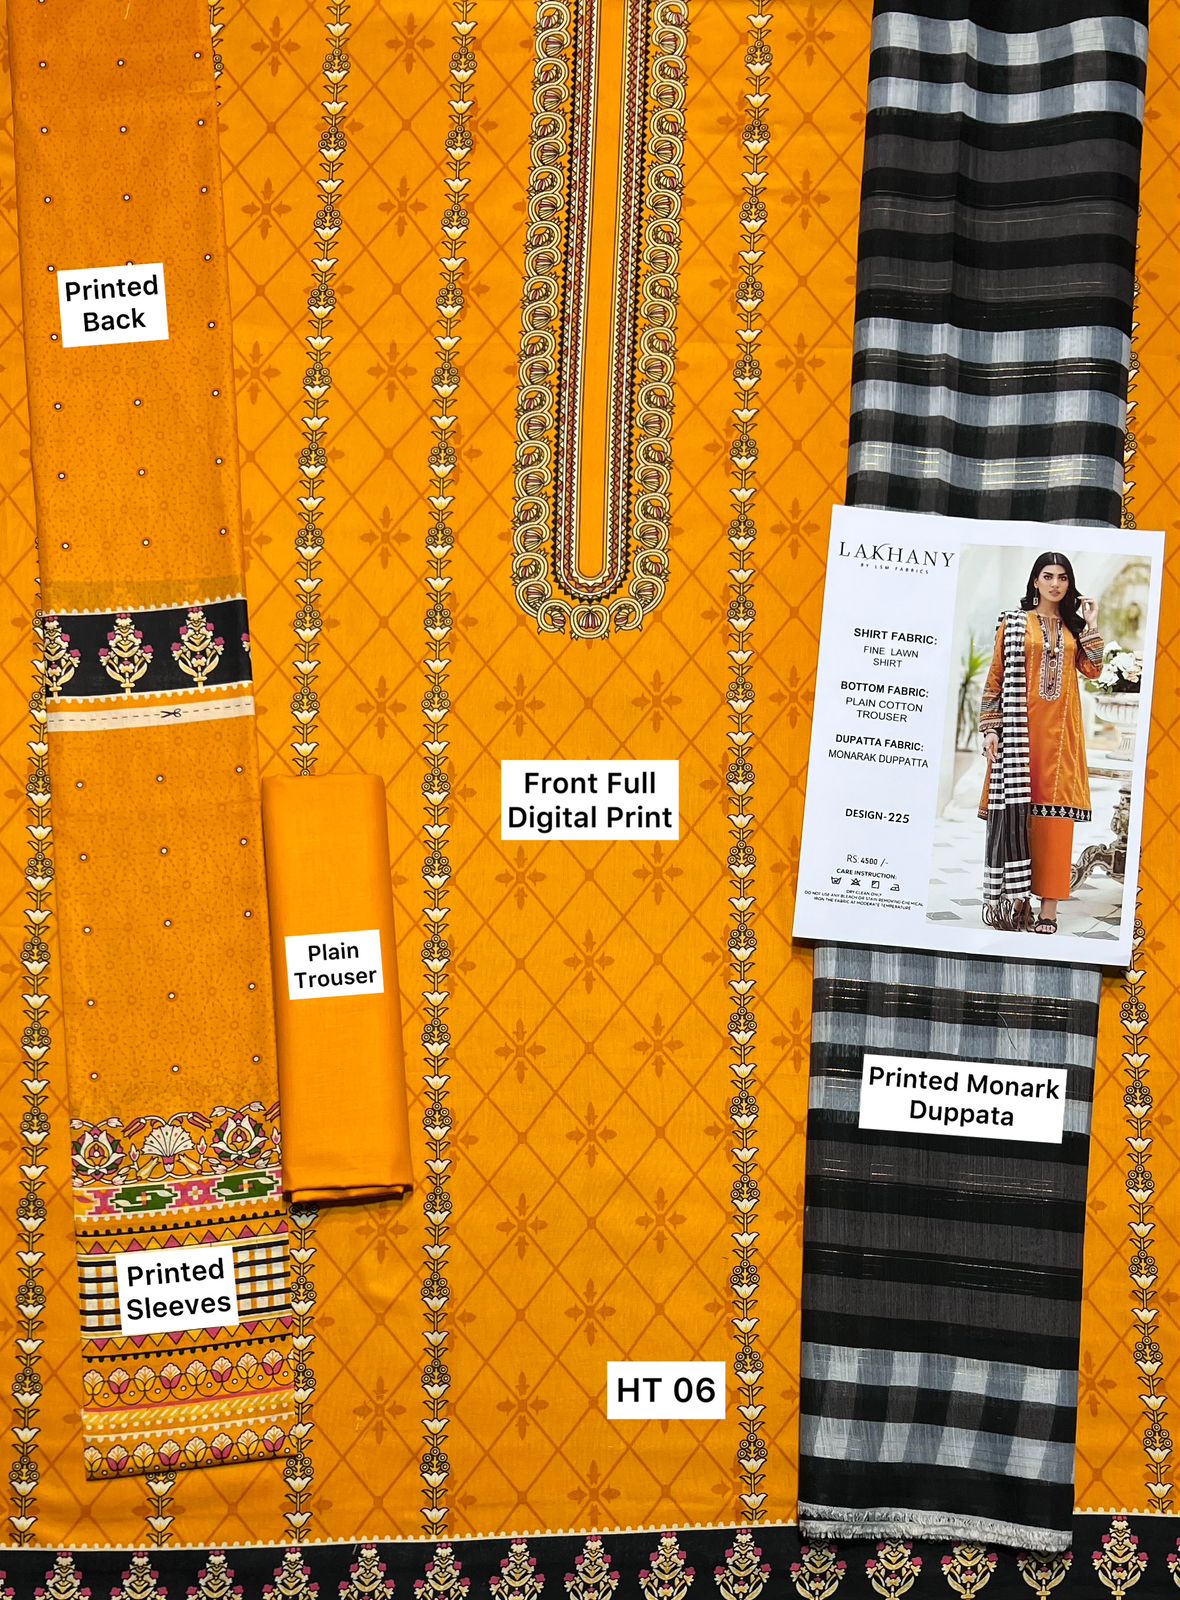 Printed
Back
LAKHANY
BY LSM FABRICS
SHIRT FABRIC:
FINE LAWN
SHIRT
BOTTOM FABRIC:
PLAIN COTTON
TROUSER
DUPATTA FABRIC:
MONARAK DUPPATTA
DESIGN-225
RS. 4500 /-
CARE INSTRUCTION:
DRY CLEAN ONLY
DO NOT USE ANY BLEACH OR STAIN REMOVING CHEMICAL
IRON THE FABRIC AT MODERATE TEMPERATURE
Front Full
Digital Print
Plain
Trouser
Printed Monark
Duppata
Printed
Sleeves
HT 06